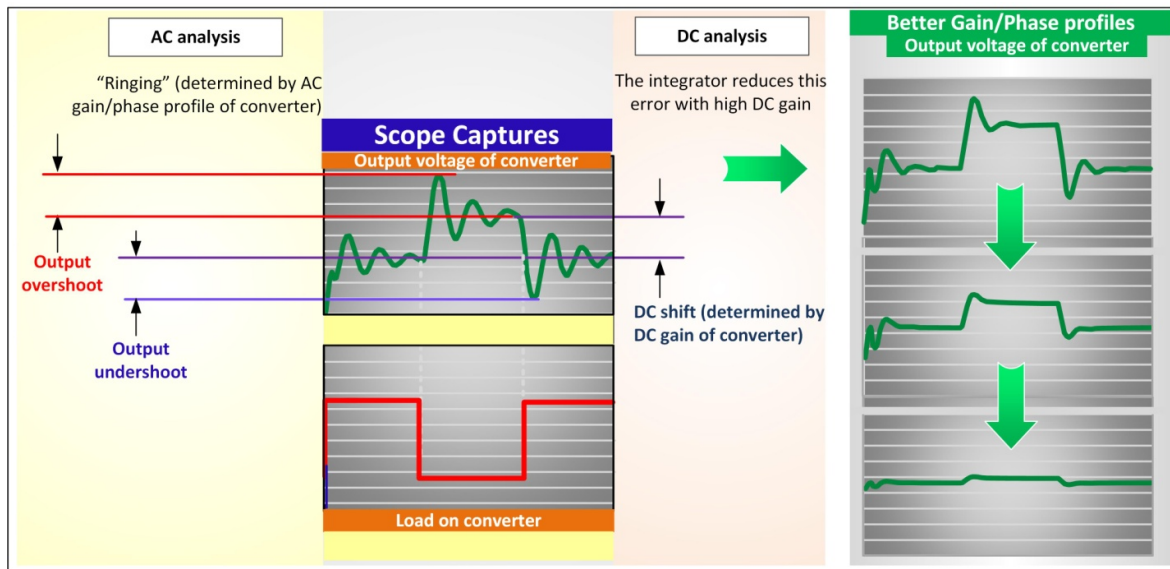 AC analysis
“Ringing” (determined by AC
gain/phase profile of converter)
Output
overshoot
Output
undershoot
Scope Captures
Output voltage of converter
Load on converter
DC analysis
The integrator reduces this
error with high DC gain
DC shift (determined by
DC gain of converter)
Better Gain/Phase profiles
Output voltage of converter